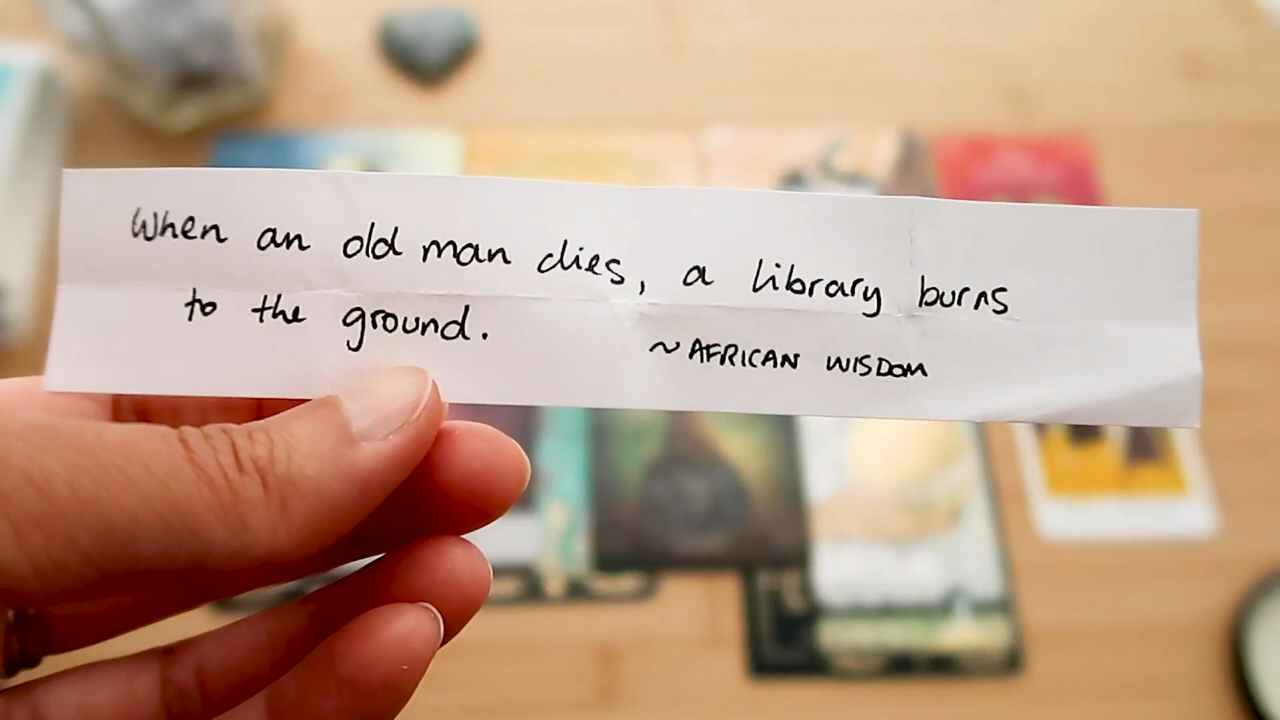 When an old man dies, a library burns
to the ground.
~AFRICAN WISDOM